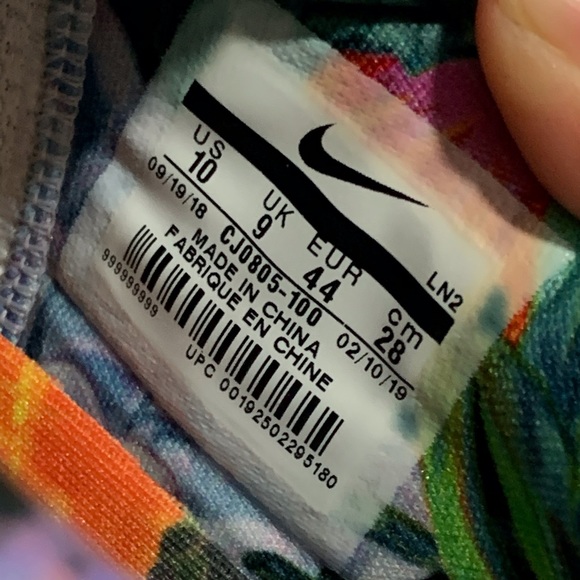 LN2
US UK EUR cm
10 9 44 28
09/19/18 CJ0805-100 02/10/19
MADE IN CHINA
FABRIQUE EN CHINE
999999999
UPC 00192502295180